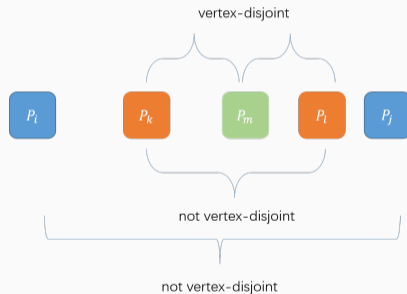 vertex-disjoint
P_i P_k P_m P_l P_j
not vertex-disjoint
not vertex-disjoint